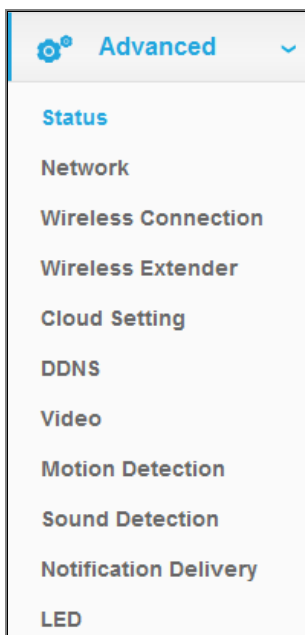 Advanced
Status
Network
Wireless Connection
Wireless Extender
Cloud Setting
DDNS
Video
Motion Detection
Sound Detection
Notification Delivery
LED